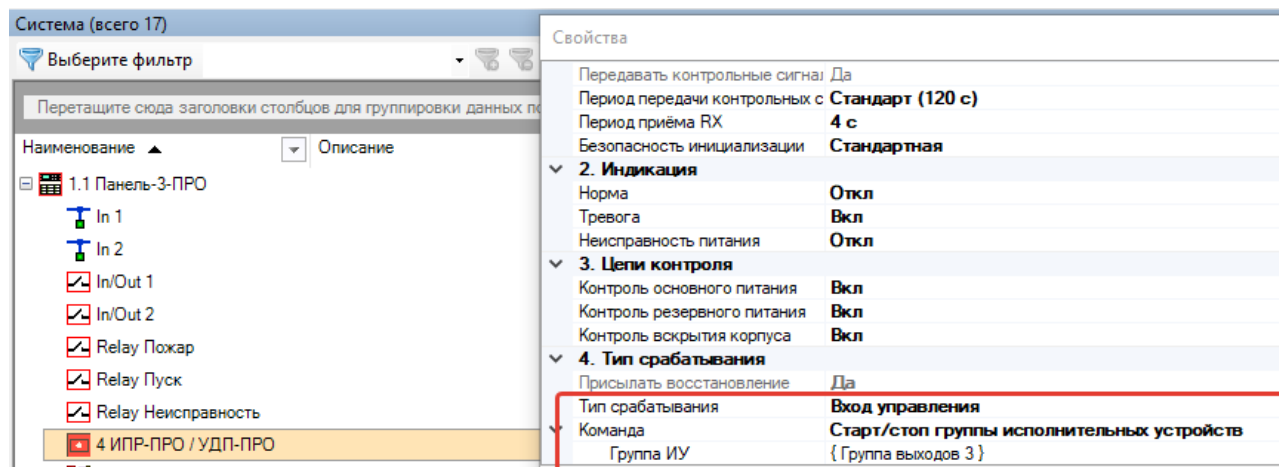 Система (всего 17)
Выберите фильтр
Перетащите сюда заголовки столбцов для группировки данных по
Наименование
Описание
1.1 Панель-3-ПРО
In 1
In 2
In/Out 1
In/Out 2
Relay Пожар
Relay Пуск
Relay Неисправность
4 ИПР-ПРО / УДП-ПРО
Свойства
Передавать контрольные сигнал Да
Период передачи контрольных с Стандарт (120 с)
Период приёма RX 4 с
Безопасность инициализации Стандартная
2. Индикация
Норма Откл
Тревога Вкл
Неисправность питания Откл
3. Цепи контроля
Контроль основного питания Вкл
Контроль резервного питания Вкл
Контроль вскрытия корпуса Вкл
4. Тип срабатывания
Присылать восстановление Да
Тип срабатывания Вход управления
Команда Старт/стоп группы исполнительных устройств
Группа ИУ { Группа выходов 3 }